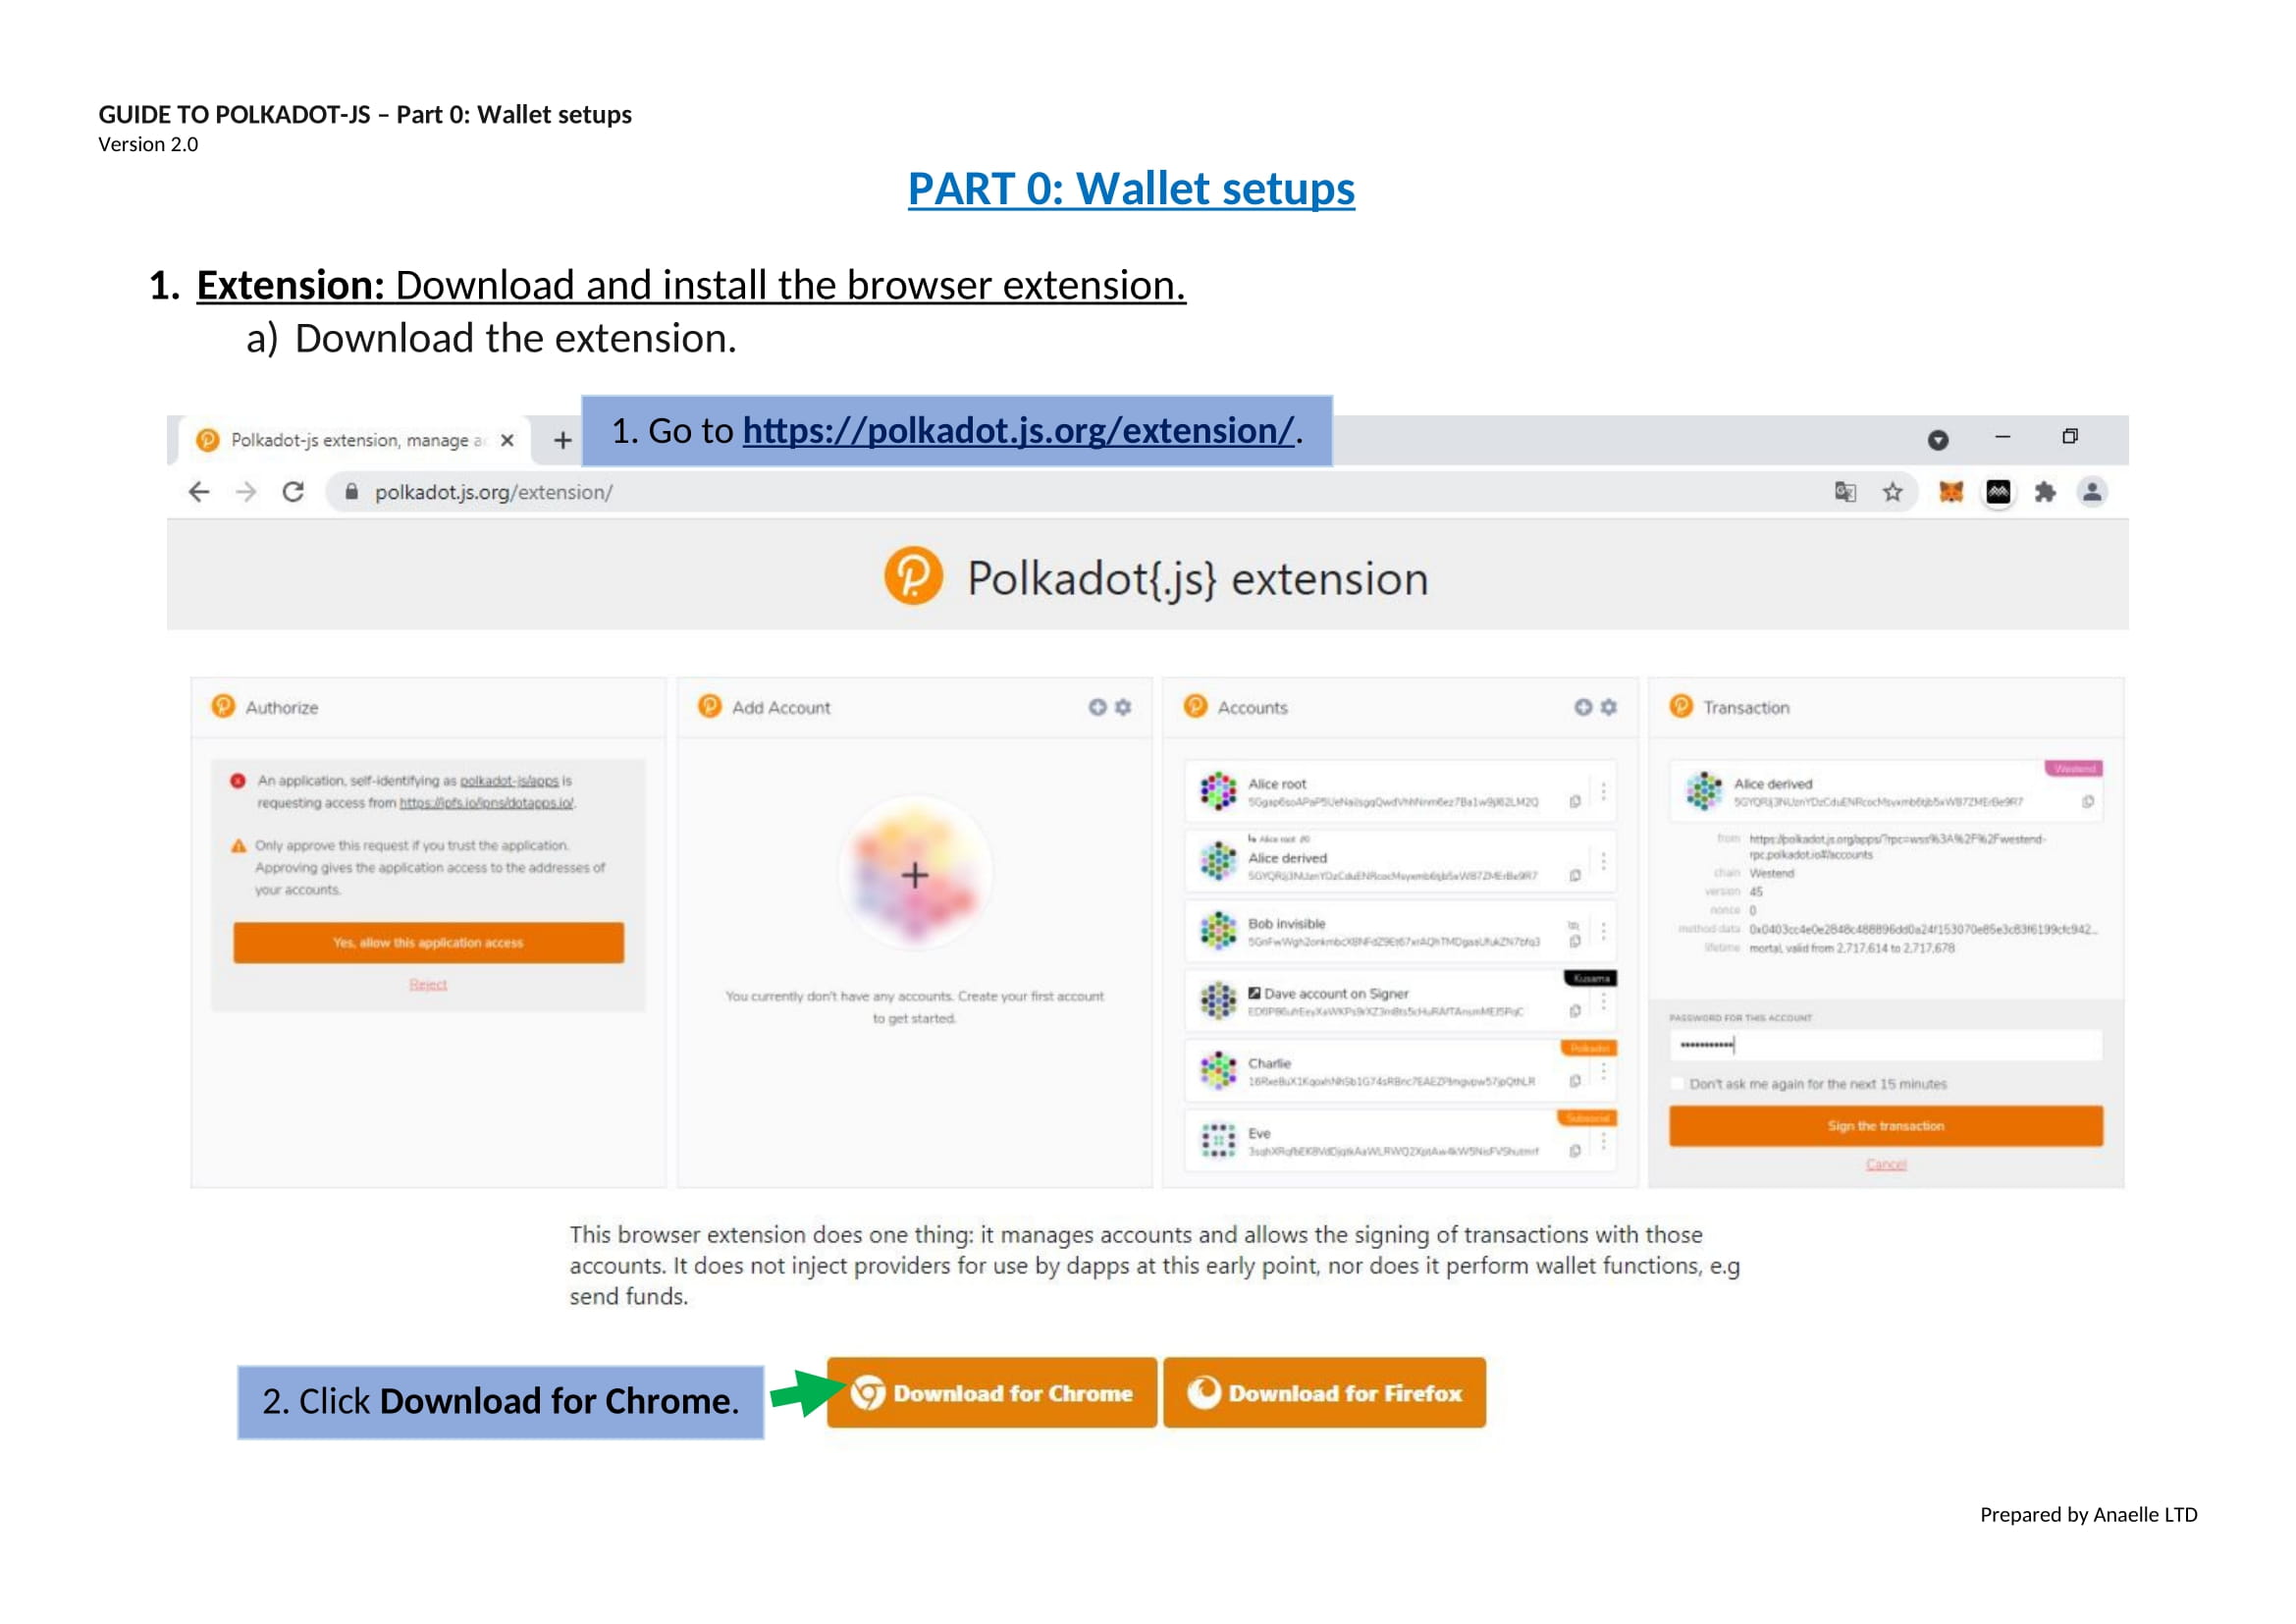 GUIDE TO POLKADOT-JS – Part 0: Wallet setups
Version 2.0
PART 0: Wallet setups
1. Extension: Download and install the browser extension.
a) Download the extension.
1. Go to https://polkadot.js.org/extension/.
Polkadot-js extension, manage
polkadot.js.org/extension/
Polkadot{.js} extension
Authorize
An application, self-identifying as polkadot-js/apps is
requesting access from https://ipfs.io/ipns/dotapps.io/.
Only approve this request if you trust the application.
Approving gives the application access to the addresses of
your accounts.
Yes, allow this application access
Reject
Add Account
You currently don't have any accounts. Create your first account
to get started.
Accounts
Alice root
Alice root //0
Alice derived
Bob invisible
Kusama
Dave account on Signer
Polkadot
Charlie
Eve
Transaction
Westend
Alice derived
from https://polkadot.js.org/apps/?rpc=wss%3A%2F%2Fwestend-
rpc.polkadot.io#/accounts
chain Westend
version 45
nonce 0
method data
lifetime mortal, valid from 2,717,614 to 2,717,678
PASSWORD FOR THIS ACCOUNT
Don't ask me again for the next 15 minutes
Sign the transaction
Cancel
This browser extension does one thing: it manages accounts and allows the signing of transactions with those
accounts. It does not inject providers for use by dapps at this early point, nor does it perform wallet functions, e.g
send funds.
2. Click Download for Chrome.
Download for Chrome
Download for Firefox
Prepared by Anaelle LTD